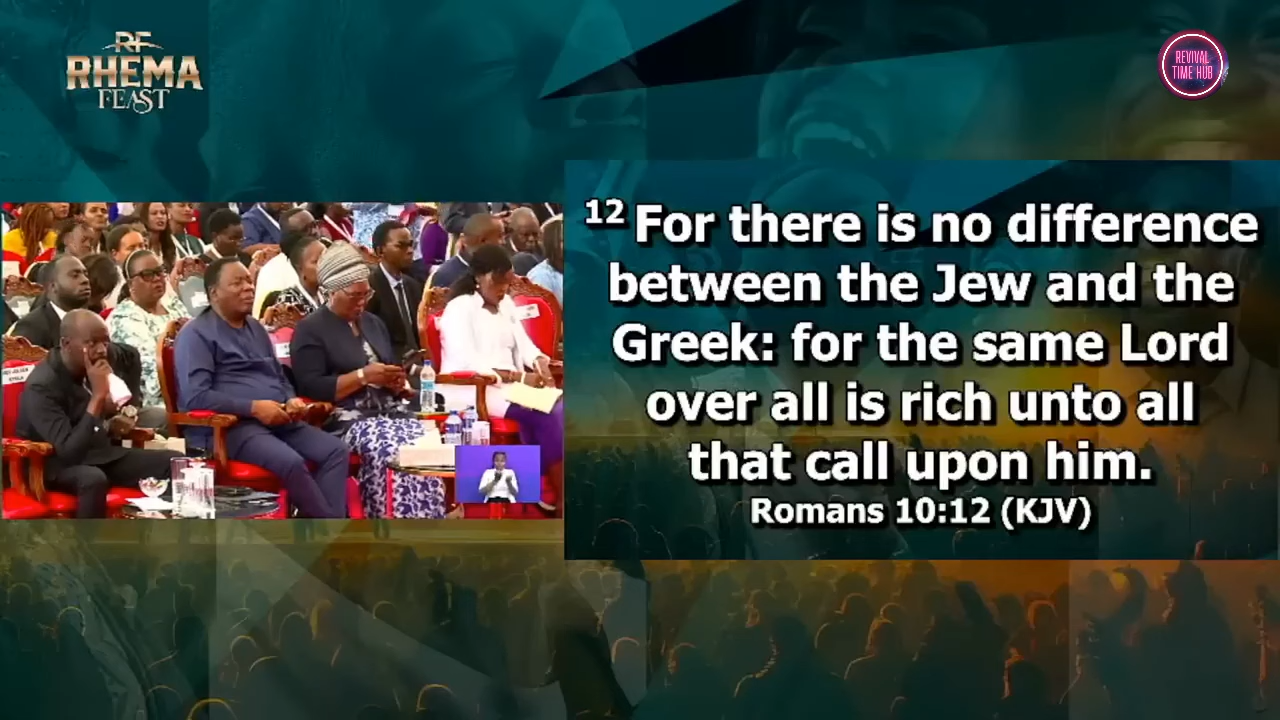 RF
RHEMA
FEAST
REVIVAL
TIME HUB
12 For there is no difference
between the Jew and the
Greek: for the same Lord
over all is rich unto all
that call upon him.
Romans 10:12 (KJV)